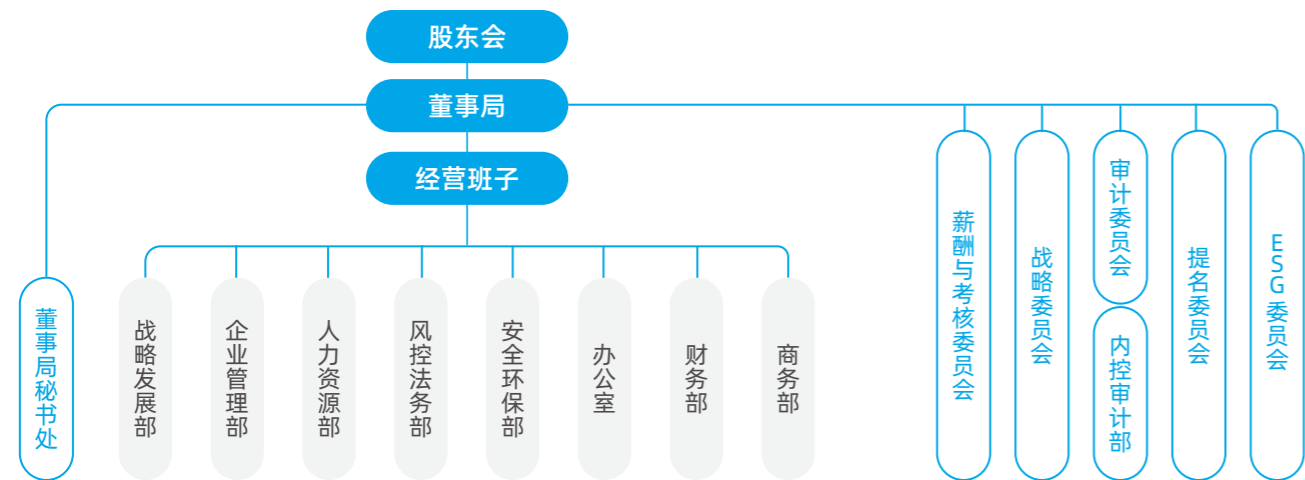 股东会
董事局
经营班子
董事局秘书处
战略发展部
企业管理部
人力资源部
风控法务部
安全环保部
办公室
财务部
商务部
薪酬与考核委员会
战略委员会
审计委员会
内控审计部
提名委员会
ESG委员会